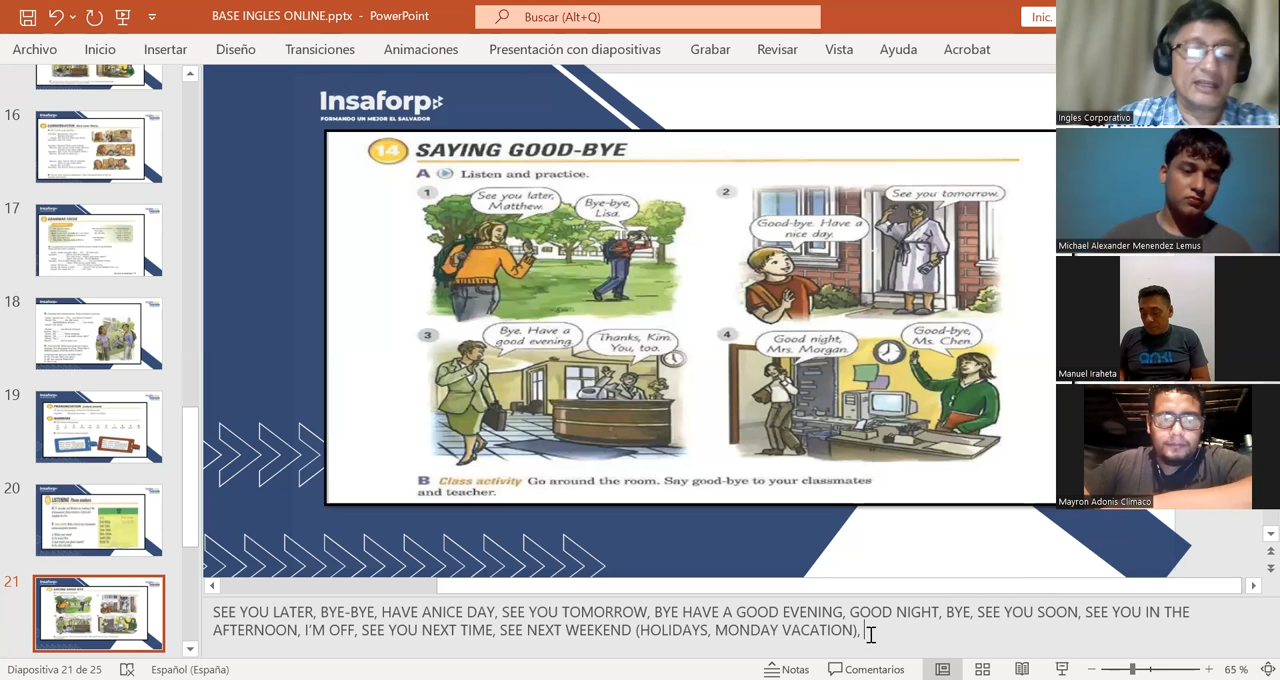 BASE INGLES ONLINE.pptx - PowerPoint
Buscar (Alt+Q)
Inic.
Archivo Inicio Insertar Diseño Transiciones Animaciones Presentación con diapositivas Grabar Revisar Vista Ayuda Acrobat
Ingles Corporativo
Michael Alexander Menendez Lemus
Manuel Iraheta
Mayron Adonis Climaco
16
17
18
19
20
21
Insaforp
FORMANDO UN MEJOR EL SALVADOR
14 SAYING GOOD-BYE
A Listen and practice.
1
See you later,
Matthew.
Bye-bye,
Lisa.
2
Good-bye. Have a
nice day.
See you tomorrow.
3
Bye. Have a
good evening.
Thanks, Kim.
You, too.
4
Good night,
Mrs. Morgan.
Good-bye,
Ms. Chen.
B Class activity Go around the room. Say good-bye to your classmates
and teacher.
SEE YOU LATER, BYE-BYE, HAVE ANICE DAY, SEE YOU TOMORROW, BYE HAVE A GOOD EVENING, GOOD NIGHT, BYE, SEE YOU SOON, SEE YOU IN THE
AFTERNOON, I'M OFF, SEE YOU NEXT TIME, SEE NEXT WEEKEND (HOLIDAYS, MONDAY VACATION),
Diapositiva 21 de 25 Español (España) Notas Comentarios 65 %